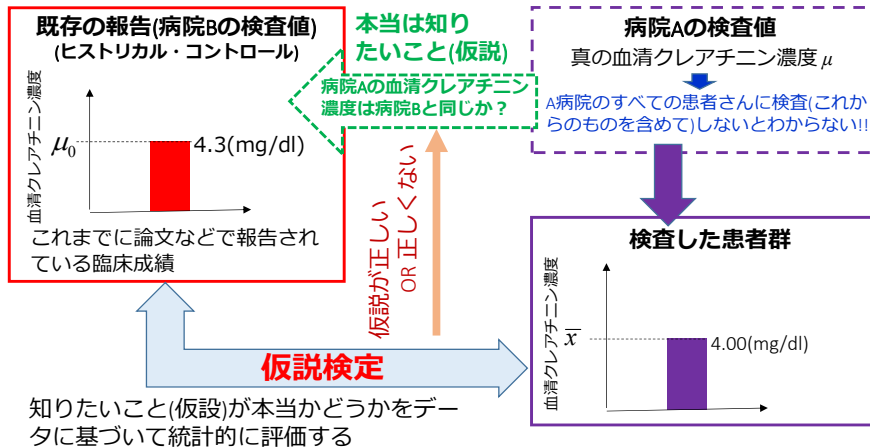 既存の報告(病院Bの検査値)
(ヒストリカル・コントロール)
血清クレアチニン濃度
μ₀
4.3(mg/dl)
これまでに論文などで報告され
ている臨床成績
本当は知り
たいこと(仮説)
病院Aの血清クレアチニン
濃度は病院Bと同じか？
病院Aの検査値
真の血清クレアチニン濃度 μ
A病院のすべての患者さんに検査(これか
らのものを含めて)しないとわからない!!
仮説が正しい
OR 正しくない
検査した患者群
血清クレアチニン濃度
x̄
4.00(mg/dl)
仮説検定
知りたいこと(仮設)が本当かどうかをデー
タに基づいて統計的に評価する